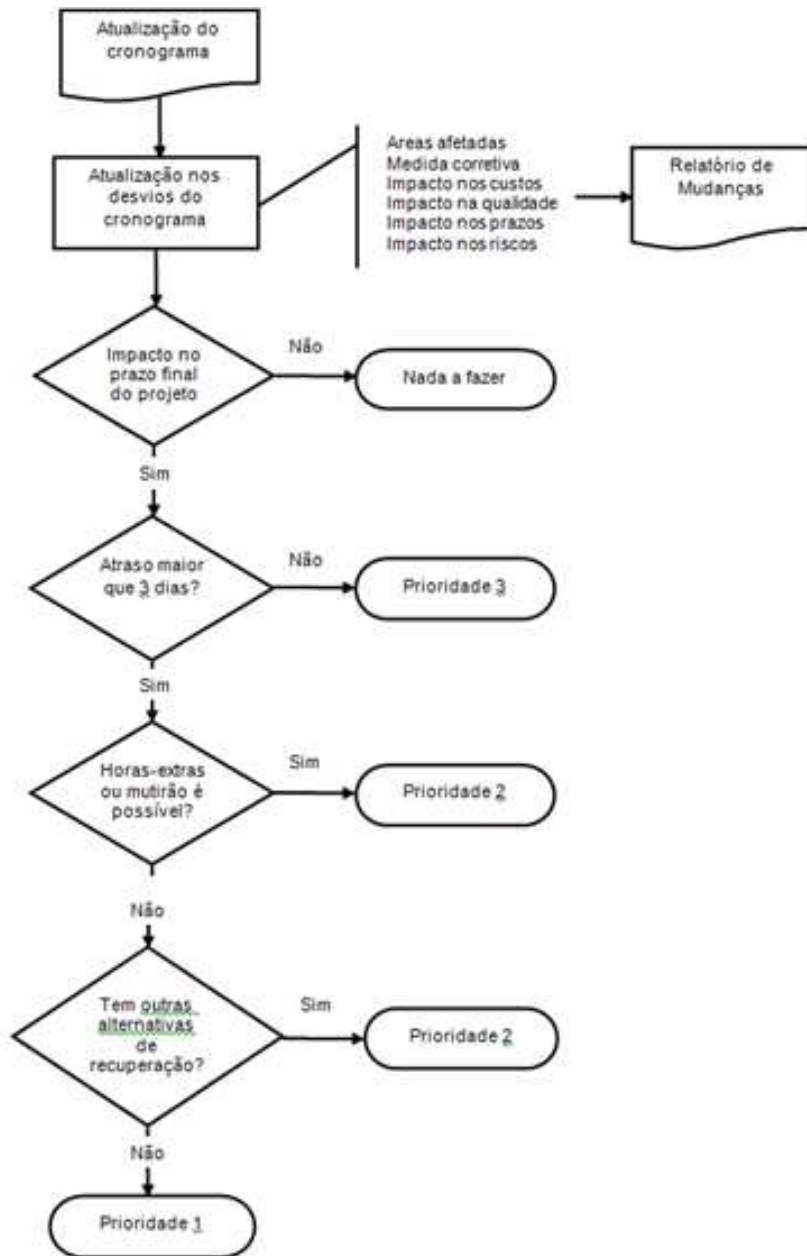 Atualização do
cronograma
Atualização nos
desvios do
cronograma
Areas afetadas
Medida corretiva
Impacto nos custos
Impacto na qualidade
Impacto nos prazos
Impacto nos riscos
Relatório de
Mudanças
Impacto no
prazo final
do projeto
Não
Nada a fazer
Sim
Atraso maior
que 3 dias?
Não
Prioridade 3
Sim
Horas-extras
ou mutirão é
possível?
Sim
Prioridade 2
Não
Tem outras
alternativas
de
recuperação?
Sim
Prioridade 2
Não
Prioridade 1